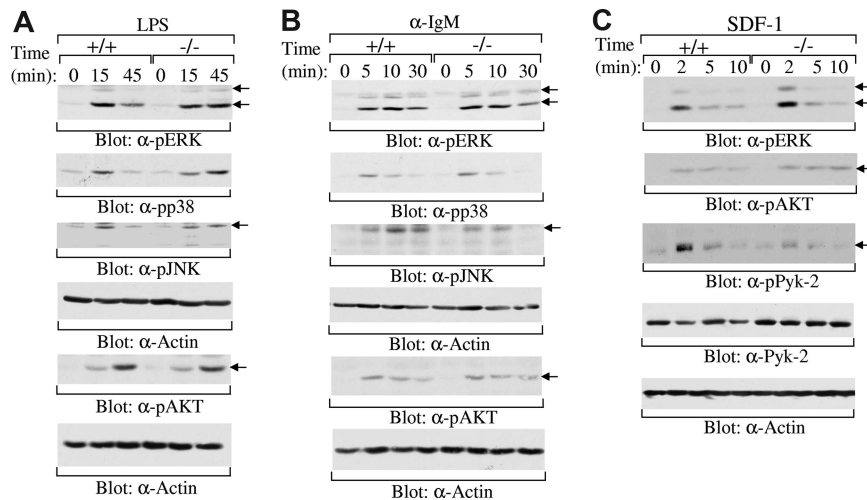 A
LPS
Time
(min):
+/+ -/-
0 15 45 0 15 45
Blot: α-pERK
Blot: α-pp38
Blot: α-pJNK
Blot: α-Actin
Blot: α-pAKT
Blot: α-Actin
B
α-IgM
Time
(min):
+/+ -/-
0 5 10 30 0 5 10 30
Blot: α-pERK
Blot: α-pp38
Blot: α-pJNK
Blot: α-Actin
Blot: α-pAKT
Blot: α-Actin
C
SDF-1
Time
(min):
+/+ -/-
0 2 5 10 0 2 5 10
Blot: α-pERK
Blot: α-pAKT
Blot: α-pPyk-2
Blot: α-Pyk-2
Blot: α-Actin